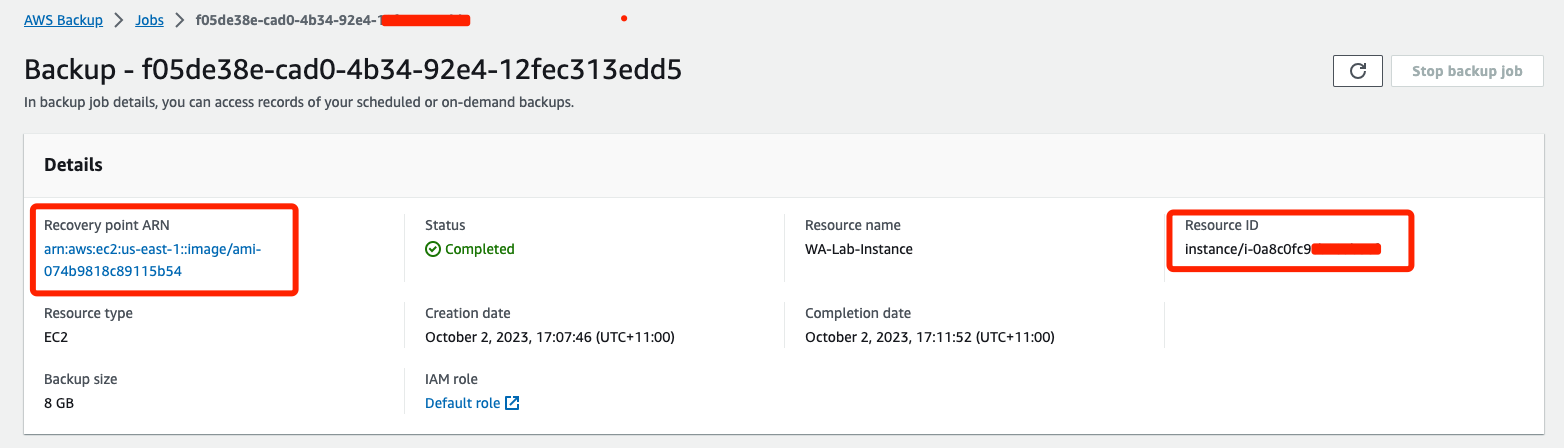 AWS Backup > Jobs > f05de38e-cad0-4b34-92e4-
Backup - f05de38e-cad0-4b34-92e4-12fec313edd5
Stop backup job
In backup job details, you can access records of your scheduled or on-demand backups.
Details
Recovery point ARN
arn:aws:ec2:us-east-1::image/ami-
074b9818c89115b54
Status
Completed
Resource name
WA-Lab-Instance
Resource ID
instance/i-0a8c0fc9
Resource type
EC2
Creation date
October 2, 2023, 17:07:46 (UTC+11:00)
Completion date
October 2, 2023, 17:11:52 (UTC+11:00)
Backup size
8 GB
IAM role
Default role